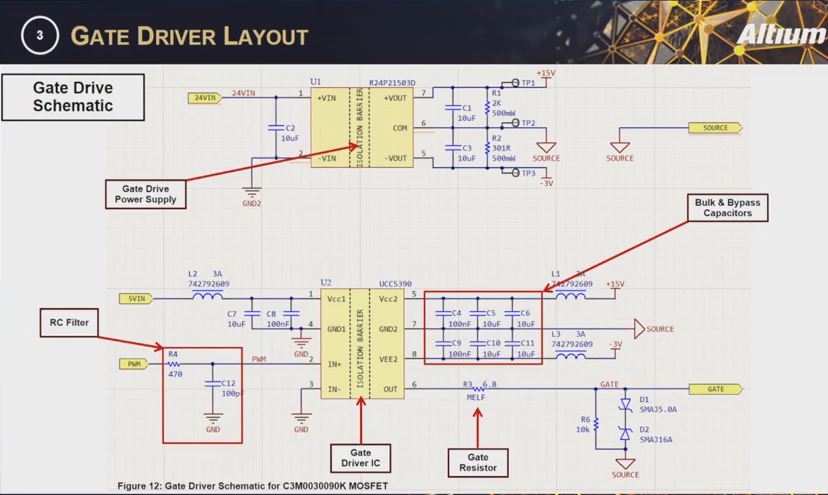 3 GATE DRIVER LAYOUT
Altium
Gate Drive
Schematic
U1
R24P21503D
24VIN
24VIN
1
+VIN
ISOLATION BARRIER
+VOUT
7
C2
10uF
COM
6
2
-VIN
-VOUT
5
GND2
C1
10uF
C3
10uF
R1
2K
500mW
R2
301R
500mW
TP1
TP2
TP3
+15V
-3V
SOURCE
SOURCE
SOURCE
Gate Drive
Power Supply
Bulk & Bypass
Capacitors
RC Filter
5VIN
L2 3A
742792609
C7
10uF
C8
100nF
GND
U2
UCC5390
1
Vcc1
4
GND1
2
IN+
3
IN-
ISOLATION BARRIER
Vcc2
5
GND2
7
VEE2
8
OUT
6
PWM
R4
470
PWM
C12
100pF
GND
GND
C4
100nF
C5
10uF
C6
10uF
C9
100nF
C10
10uF
C11
10uF
L1 3A
742792609
+15V
SOURCE
L3 3A
742792609
-3V
R3 6.8
MELF
GATE
GATE
R6
10k
D1
SMAJ5.0A
D2
SMAJ16A
SOURCE
Gate
Driver IC
Gate
Resistor
Figure 12: Gate Driver Schematic for C3M0030090K MOSFET